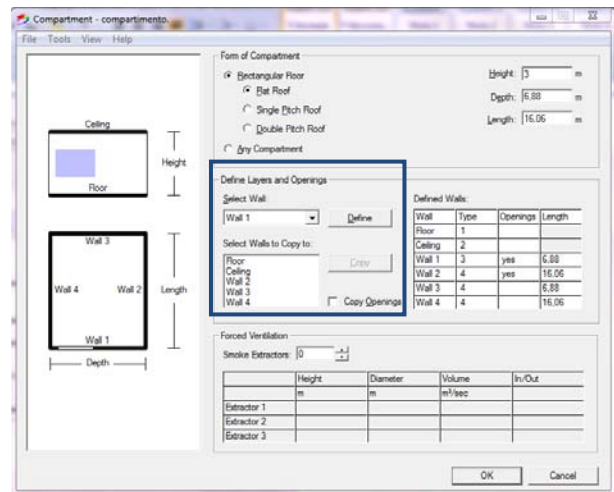 Compartment - compartimento.
File Tools View Help
Ceiling
Floor
Height
Wall 3
Wall 4 Wall 2
Wall 1
Length
Depth
Form of Compartment
Rectangular Floor
Flat Roof
Single Pitch Roof
Double Pitch Roof
Any Compartment
Height: 3 m
Depth: 6,88 m
Length: 16,06 m
Define Layers and Openings
Select Wall:
Wall 1 Define
Select Walls to Copy to:
Floor
Ceiling
Wall 2
Wall 3
Wall 4
Copy
Copy Openings
Defined Walls:
Wall Type Openings Length
Floor 1
Ceiling 2
Wall 1 3 yes 6,88
Wall 2 4 yes 16,06
Wall 3 4 6,88
Wall 4 4 16,06
Forced Ventilation
Smoke Extractors: 0
Height Diameter Volume In/Out
m m m³/sec
Extractor 1
Extractor 2
Extractor 3
OK Cancel